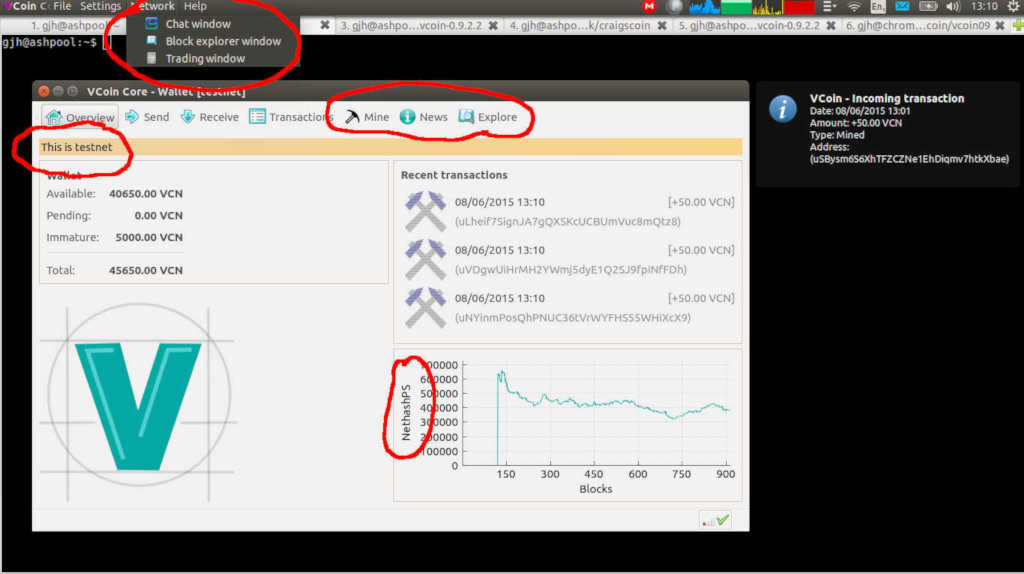 VCoin C File Settings Network Help
En 13:10
1. gjh@ashpool:~
3. gjh@ashpo...vcoin-0.9.2.2
4. gjh@ashpo...k/craigscoin
5. gjh@ashpo...vcoin-0.9.2.2
6. gjh@chrom...coin/vcoin09
Chat window
Block explorer window
Trading window
gjh@ashpool:~$
VCoin Core - Wallet [testnet]
Overview Send Receive Transactions Mine News Explore
This is testnet
Wallet
Available: 40650.00 VCN
Pending: 0.00 VCN
Immature: 5000.00 VCN
Total: 45650.00 VCN
V
Recent transactions
08/06/2015 13:10 [+50.00 VCN]
(uLheif7SignJA7gQXSKcUCBUmVuc8mQtz8)
08/06/2015 13:10 [+50.00 VCN]
(uVDgwUiHrMH2YWmj5dyE1Q2SJ9fpiNfFDh)
08/06/2015 13:10 [+50.00 VCN]
(uNYinmPosQhPNUC36tVrWYFHS55WHiXcX9)
NethashPS
700000
600000
500000
400000
300000
200000
100000
0
150 300 450 600 750 900
Blocks
VCoin - Incoming transaction
Date: 08/06/2015 13:01
Amount: +50.00 VCN
Type: Mined
Address:
(uSBysm6S6XhTFZCZNe1EhDiqmv7htkXbae)